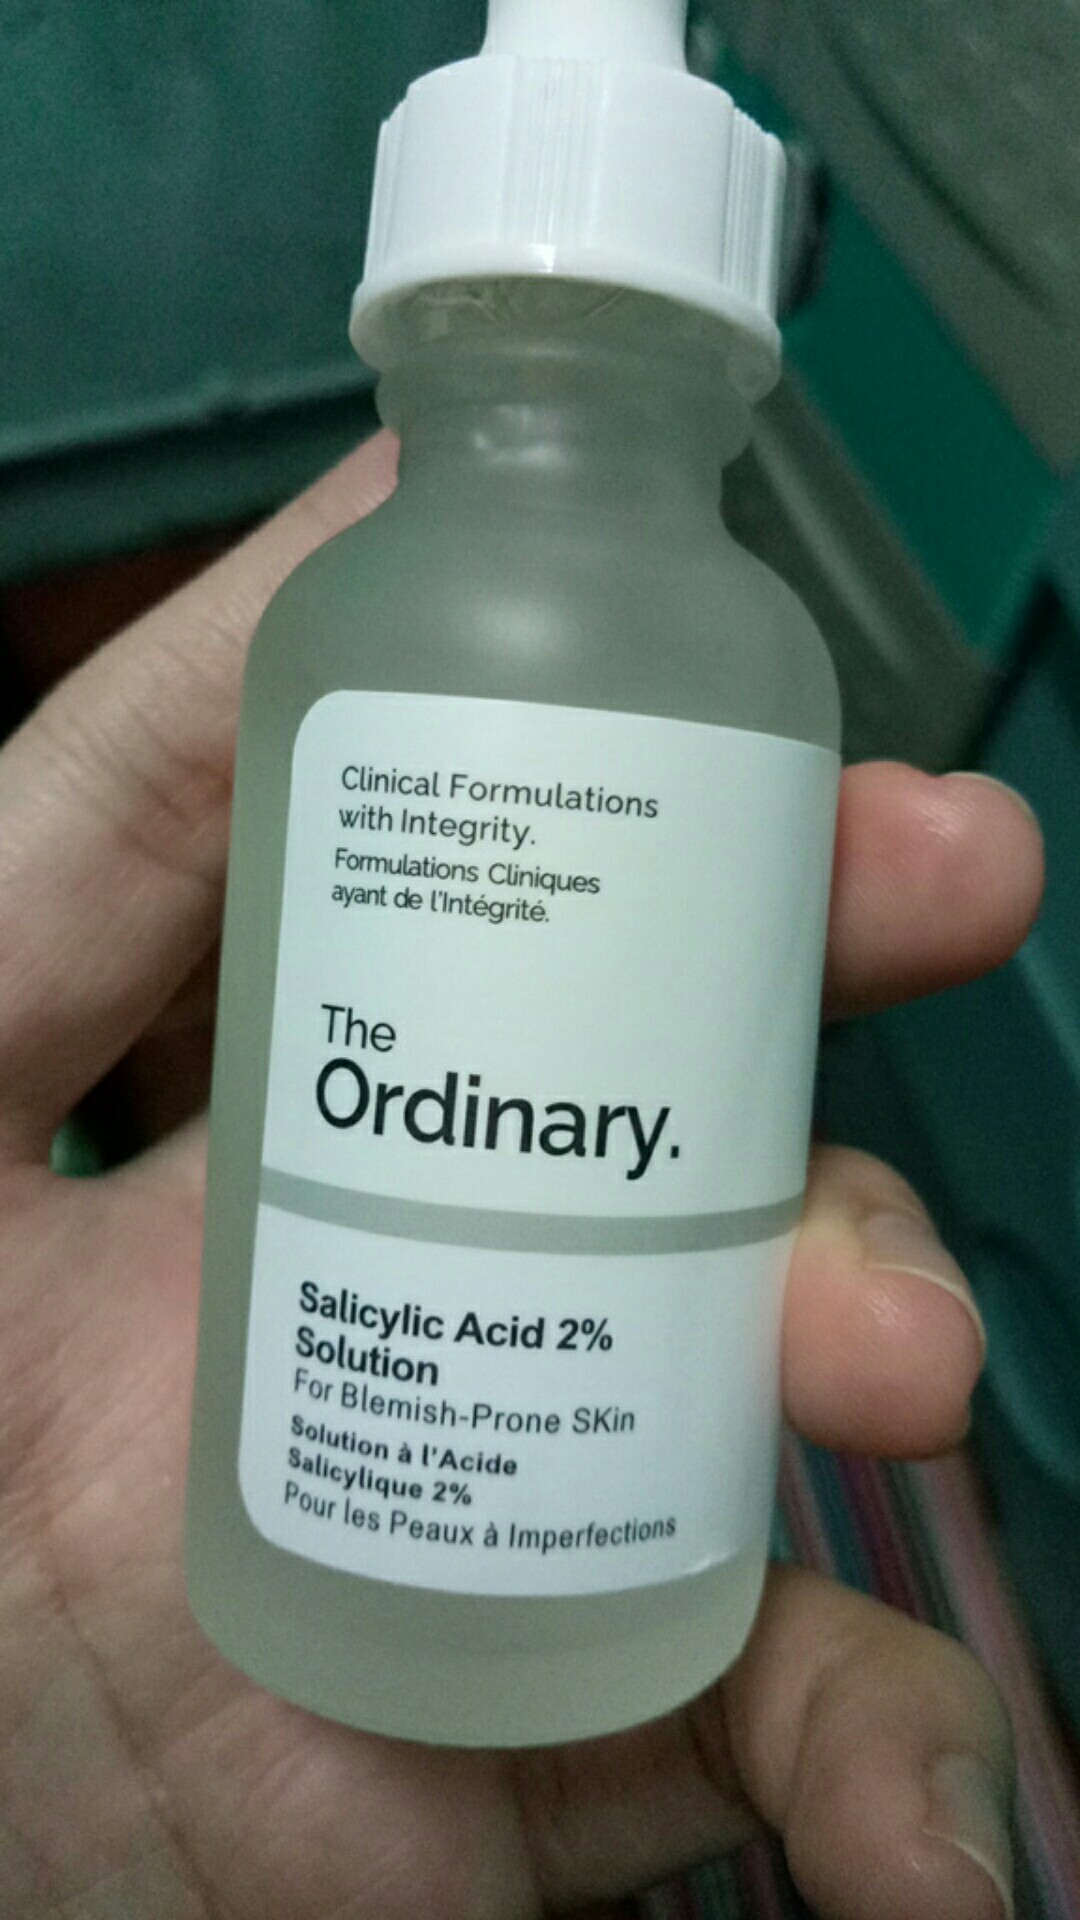 Clinical Formulations
with Integrity.
Formulations Cliniques
ayant de l'Intégrité.
The
Ordinary.
Salicylic Acid 2%
Solution
For Blemish-Prone SKin
Solution à l'Acide
Salicylique 2%
Pour les Peaux à Imperfections